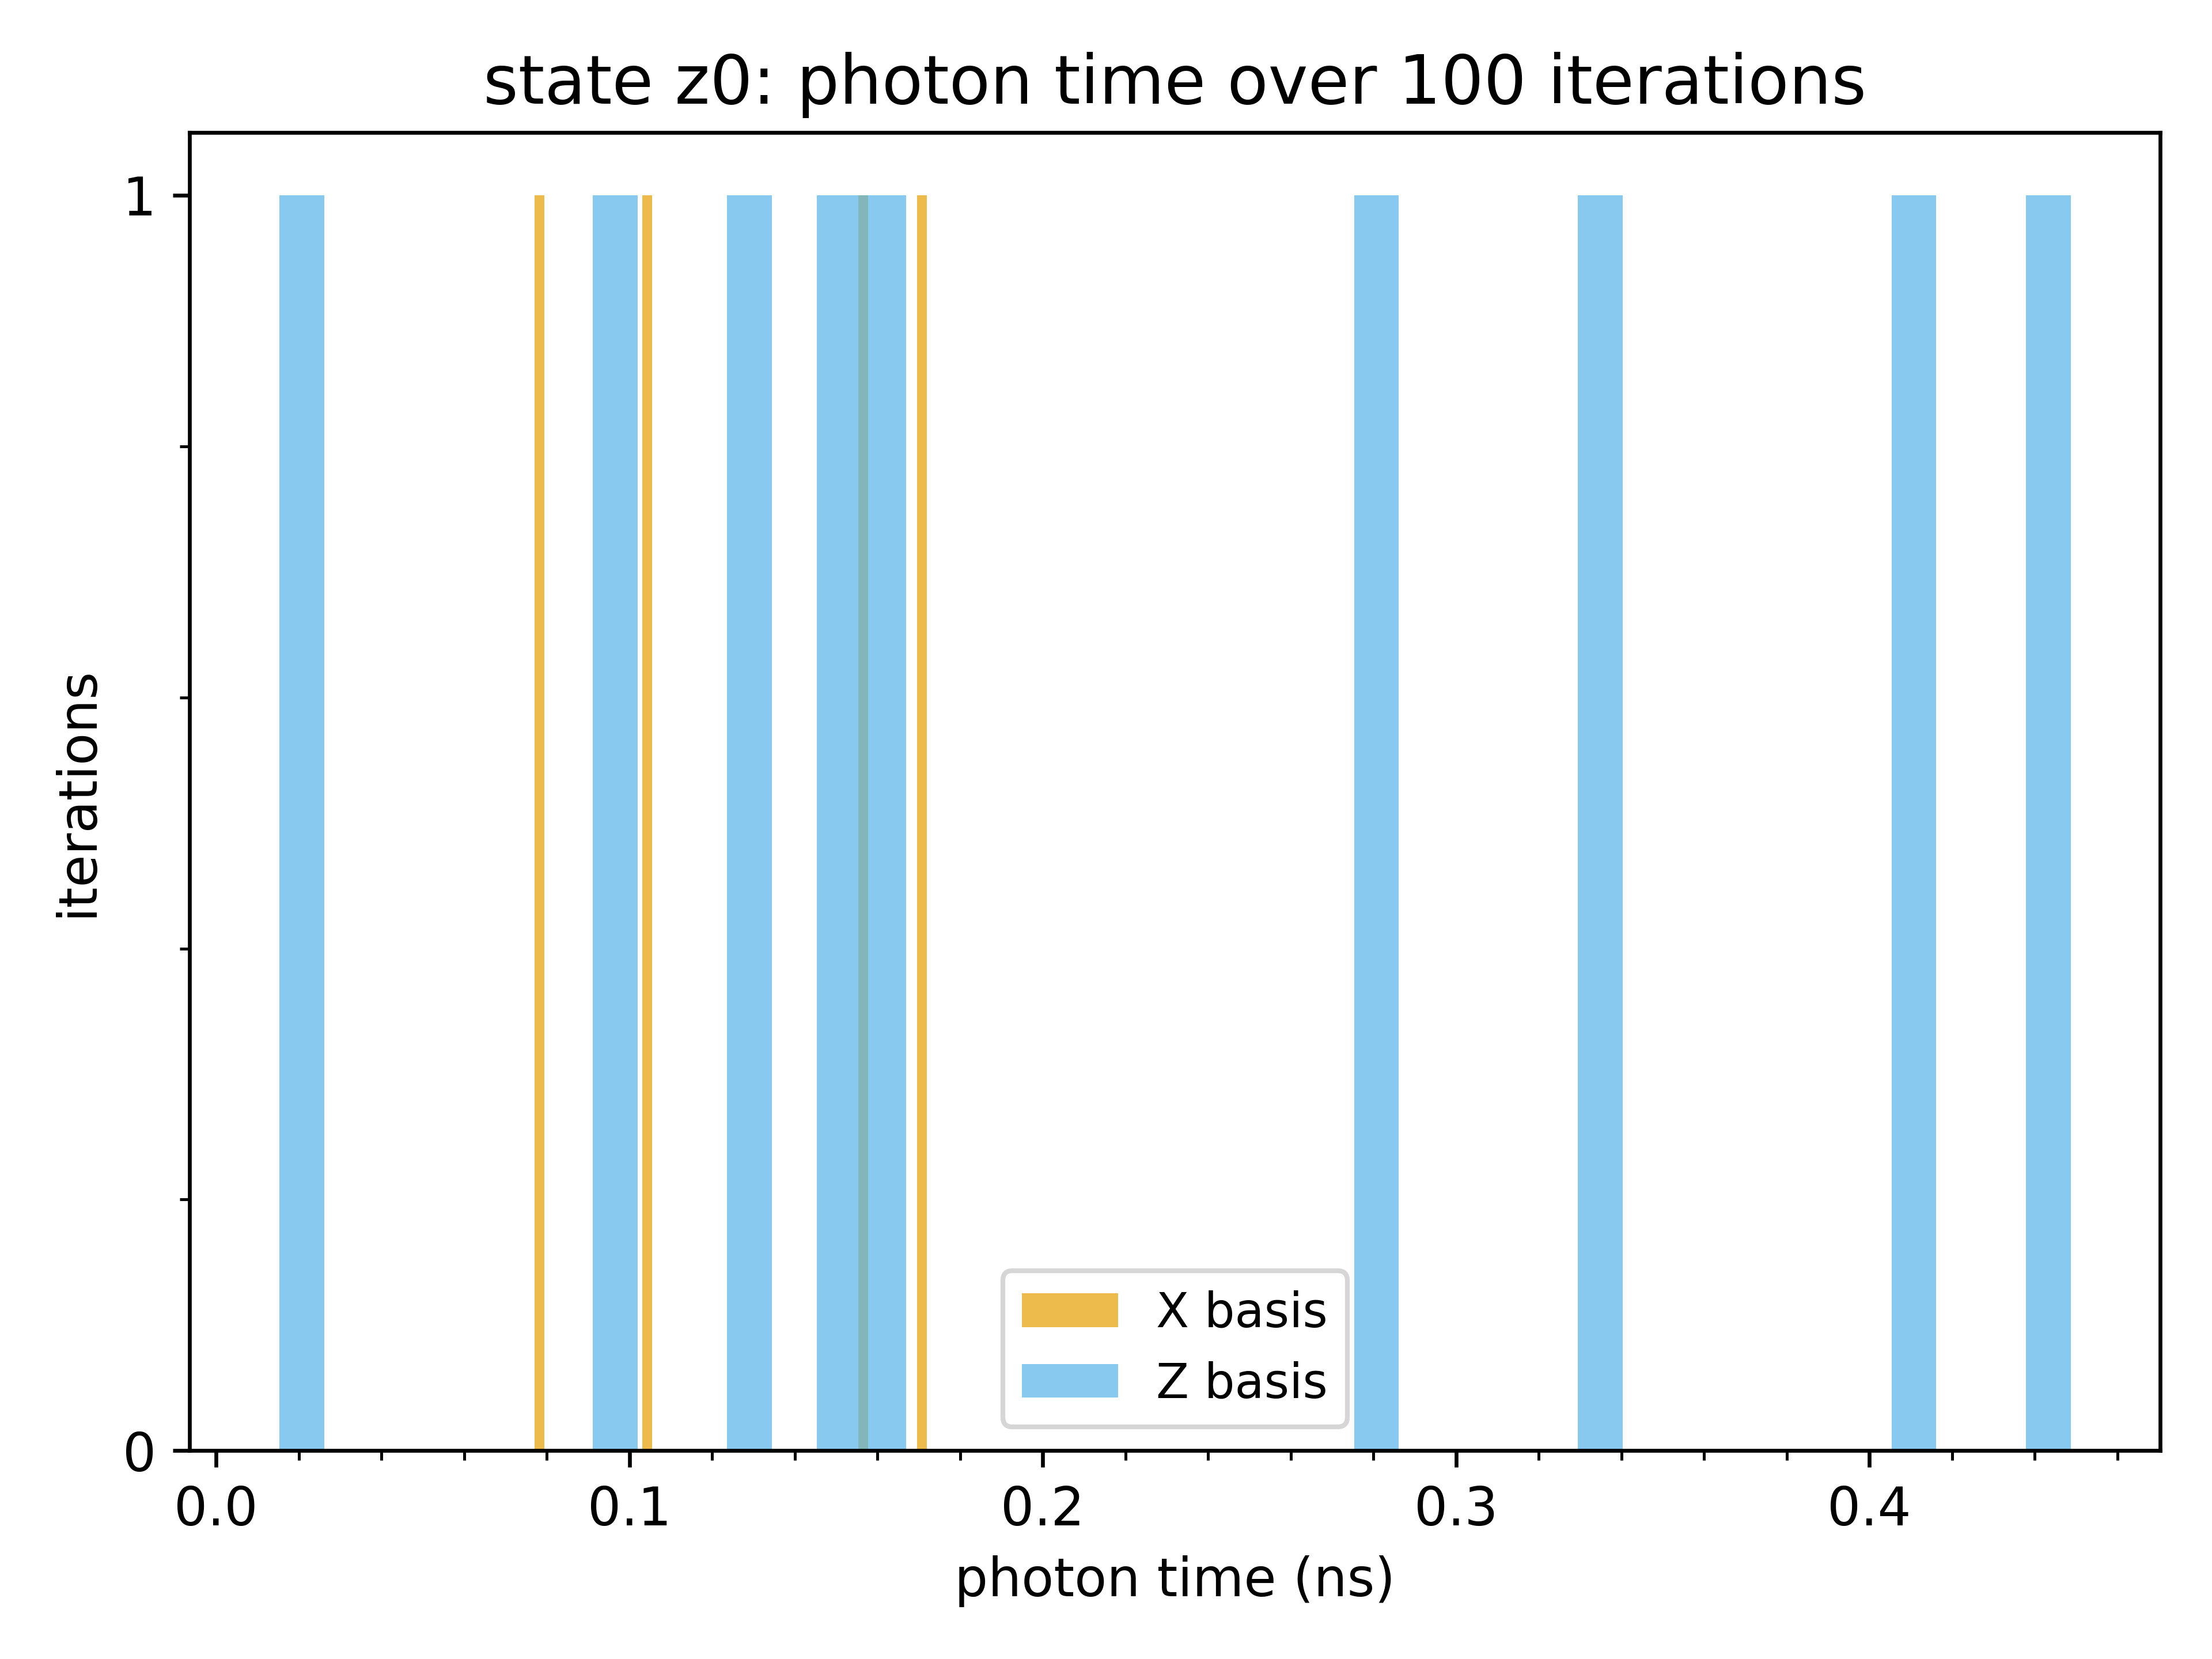 state z0: photon time over 100 iterations
1
0
iterations
X basis
Z basis
0.0 0.1 0.2 0.3 0.4
photon time (ns)